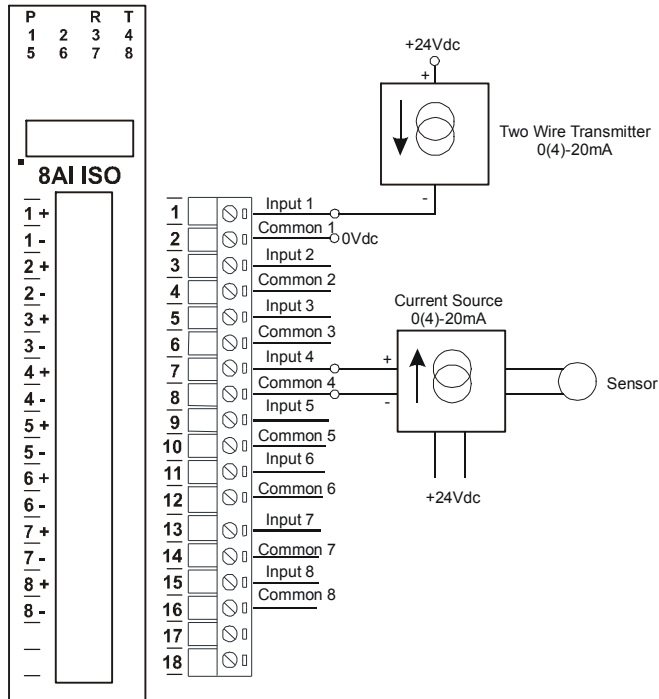 P R T
1 2 3 4
5 6 7 8
8AI ISO
1 +
1 -
2 +
2 -
3 +
3 -
4 +
4 -
5 +
5 -
6 +
6 -
7 +
7 -
8 +
8 -
1 Input 1
2 Common 1 0Vdc
3 Input 2
4 Common 2
5 Input 3
6 Common 3
7 Input 4
8 Common 4
9 Input 5
10 Common 5
11 Input 6
12 Common 6
13 Input 7
14 Common 7
15 Input 8
16 Common 8
17
18
+24Vdc
+
-
Two Wire Transmitter
0(4)-20mA
Current Source
0(4)-20mA
+
-
Sensor
+24Vdc